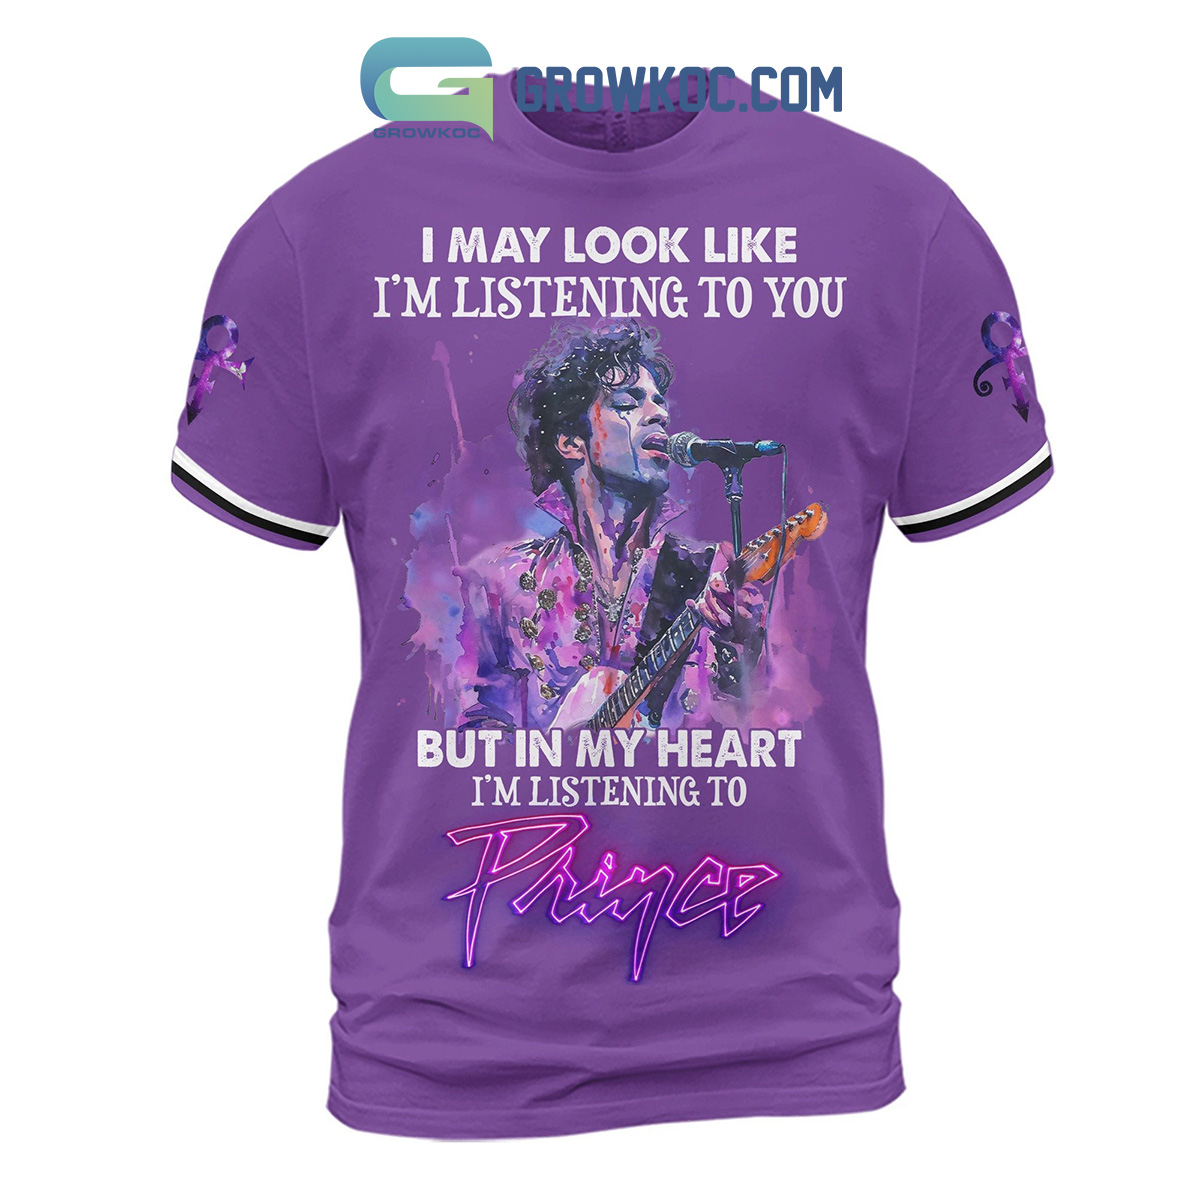 GROWKOC.COM
GROWKOC
I MAY LOOK LIKE
I'M LISTENING TO YOU
BUT IN MY HEART
I'M LISTENING TO
Prince